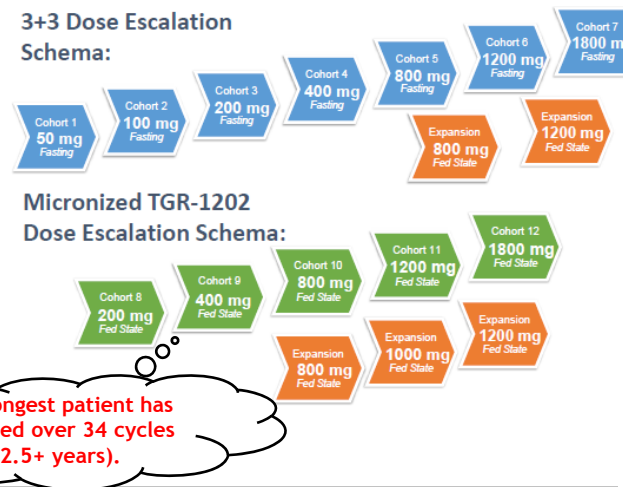 3+3 Dose Escalation
Schema:
Cohort 1
50 mg
Fasting
Cohort 2
100 mg
Fasting
Cohort 3
200 mg
Fasting
Cohort 4
400 mg
Fasting
Cohort 5
800 mg
Fasting
Cohort 6
1200 mg
Fasting
Cohort 7
1800 m
Fasting
Expansion
800 mg
Fed State
Expansion
1200 mg
Fed State
Micronized TGR-1202
Dose Escalation Schema:
Cohort 8
200 mg
Fed State
Cohort 9
400 mg
Fed State
Cohort 10
800 mg
Fed State
Cohort 11
1200 mg
Fed State
Cohort 12
1800 mg
Fed State
Expansion
800 mg
Fed State
Expansion
1000 mg
Fed State
Expansion
1200 mg
Fed State
ongest patient has
ed over 34 cycles
2.5+ years).